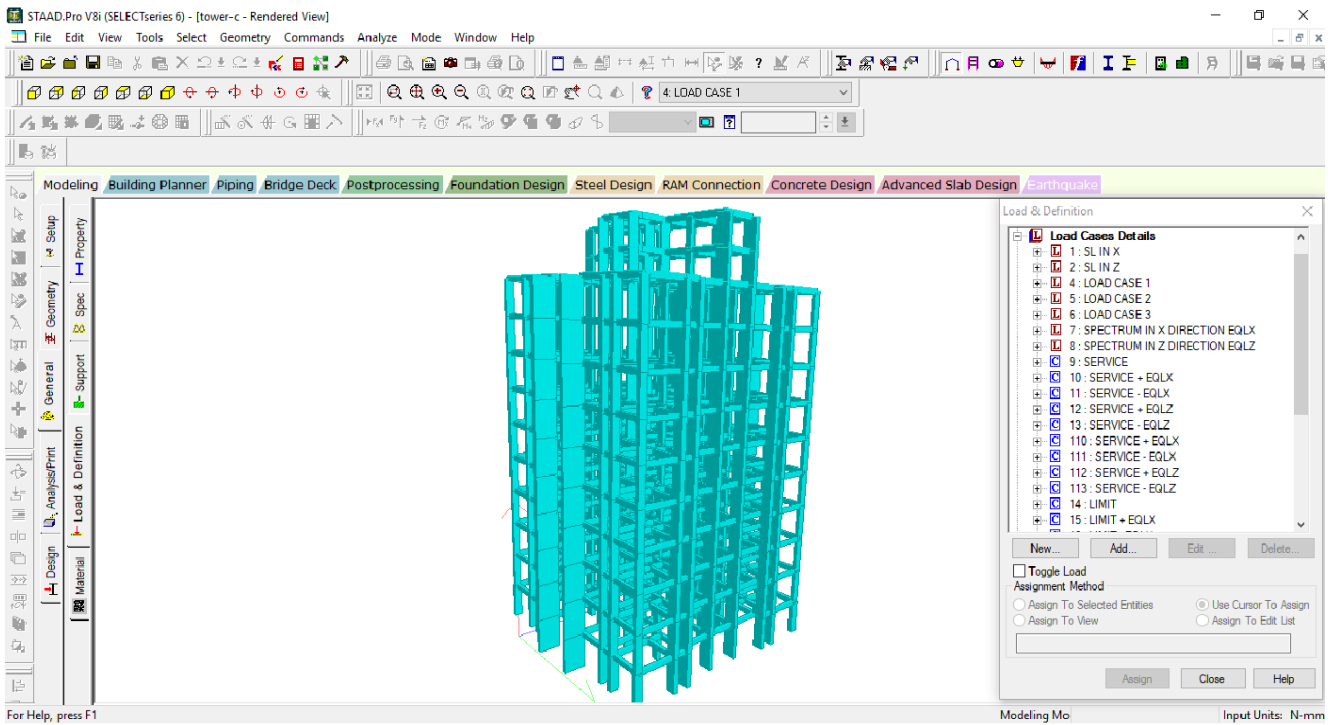 STAAD.Pro V8i (SELECTseries 6) - [tower-c - Rendered View]
File Edit View Tools Select Geometry Commands Analyze Mode Window Help
4: LOAD CASE 1
Modeling Building Planner Piping Bridge Deck Postprocessing Foundation Design Steel Design RAM Connection Concrete Design Advanced Slab Design Earthquake
Setup
Geometry
General
Analysis/Print
Design
Property
Spec
Support
Load & Definition
Material
Load & Definition
Load Cases Details
1 : SL IN X
2 : SL IN Z
4 : LOAD CASE 1
5 : LOAD CASE 2
6 : LOAD CASE 3
7 : SPECTRUM IN X DIRECTION EQLX
8 : SPECTRUM IN Z DIRECTION EQLZ
9 : SERVICE
10 : SERVICE + EQLX
11 : SERVICE - EQLX
12 : SERVICE + EQLZ
13 : SERVICE - EQLZ
110 : SERVICE + EQLX
111 : SERVICE - EQLX
112 : SERVICE + EQLZ
113 : SERVICE - EQLZ
14 : LIMIT
15 : LIMIT + EQLX
New... Add... Edit ... Delete...
Toggle Load
Assignment Method
Assign To Selected Entities Use Cursor To Assign
Assign To View Assign To Edit List
Assign Close Help
For Help, press F1 Modeling Mo Input Units: N-mm